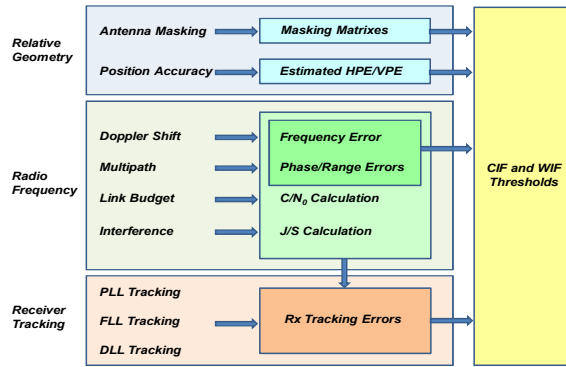 Relative
Geometry
Antenna Masking
Masking Matrixes
Position Accuracy
Estimated HPE/VPE
Radio
Frequency
Doppler Shift
Frequency Error
Multipath
Phase/Range Errors
Link Budget
C/N0 Calculation
Interference
J/S Calculation
CIF and WIF
Thresholds
Receiver
Tracking
PLL Tracking
FLL Tracking
DLL Tracking
Rx Tracking Errors